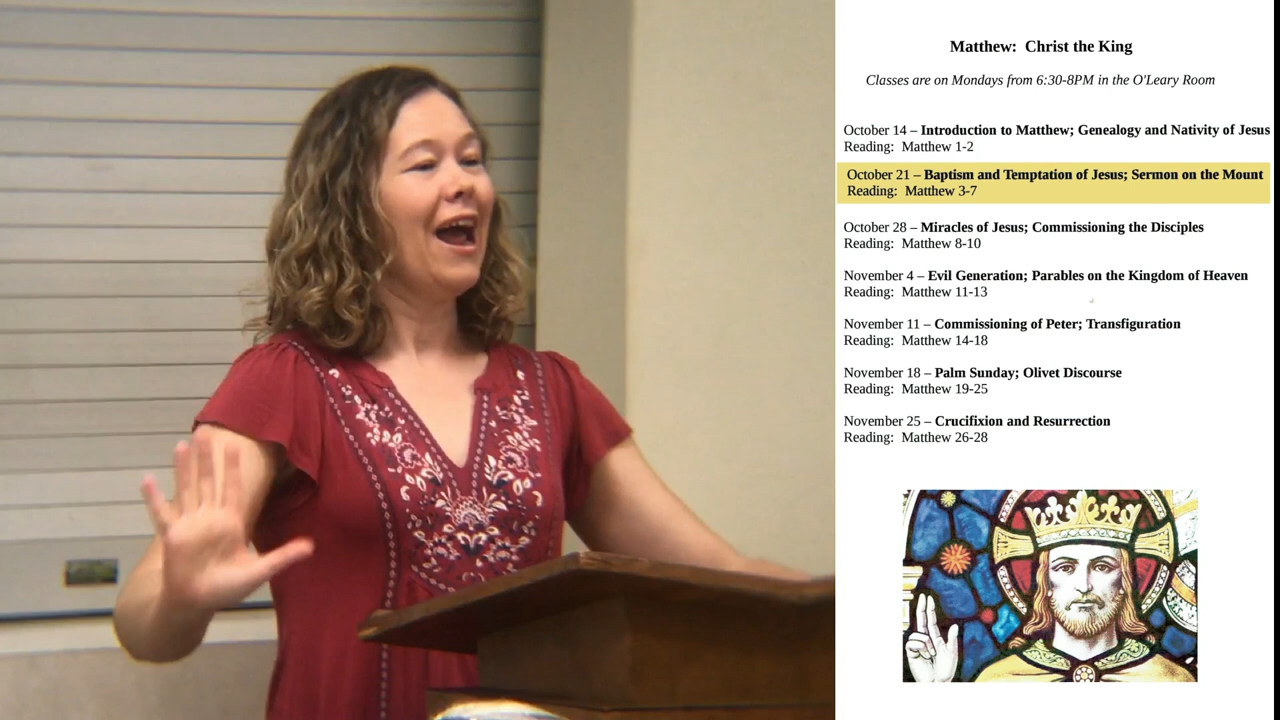 Matthew: Christ the King
Classes are on Mondays from 6:30-8PM in the O'Leary Room
October 14 – Introduction to Matthew; Genealogy and Nativity of Jesus
Reading: Matthew 1-2
October 21 – Baptism and Temptation of Jesus; Sermon on the Mount
Reading: Matthew 3-7
October 28 – Miracles of Jesus; Commissioning the Disciples
Reading: Matthew 8-10
November 4 – Evil Generation; Parables on the Kingdom of Heaven
Reading: Matthew 11-13
November 11 – Commissioning of Peter; Transfiguration
Reading: Matthew 14-18
November 18 – Palm Sunday; Olivet Discourse
Reading: Matthew 19-25
November 25 – Crucifixion and Resurrection
Reading: Matthew 26-28